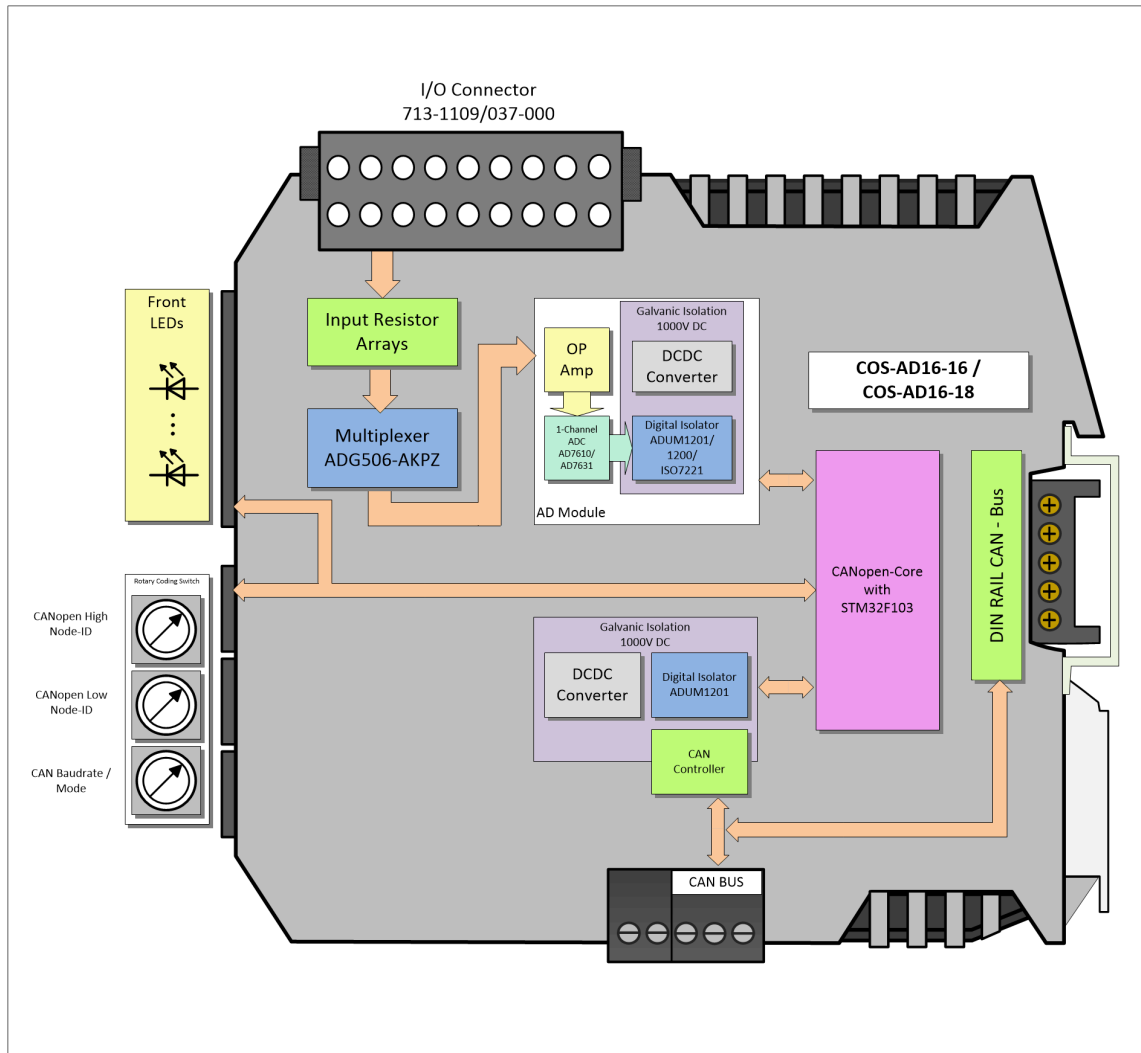 I/O Connector
713-1109/037-000
Front
LEDs
Input Resistor
Arrays
Multiplexer
ADG506-AKPZ
OP
Amp
1-Channel
ADC
AD7610/
AD7631
Galvanic Isolation
1000V DC
DCDC
Converter
Digital Isolator
ADUM1201/
1200/
ISO7221
AD Module
COS-AD16-16 /
COS-AD16-18
CANopen-Core
with
STM32F103
DIN RAIL CAN - Bus
Rotary Coding Switch
CANopen High
Node-ID
CANopen Low
Node-ID
CAN Baudrate /
Mode
Galvanic Isolation
1000V DC
DCDC
Converter
Digital Isolator
ADUM1201
CAN
Controller
CAN BUS